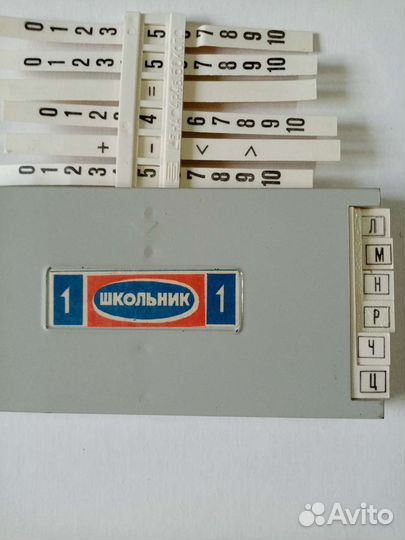 0 1 2 3 5 6 7 8 9 10
0 1 2 3 5 7 8 9 10
=
0 1 2 4 6 7 8 9 10
+ − < >
0 1 2 3 5 7 8 9 10
Л
М
Н
Р
Ч
Ц
1 ШКОЛЬНИК 1
Avito